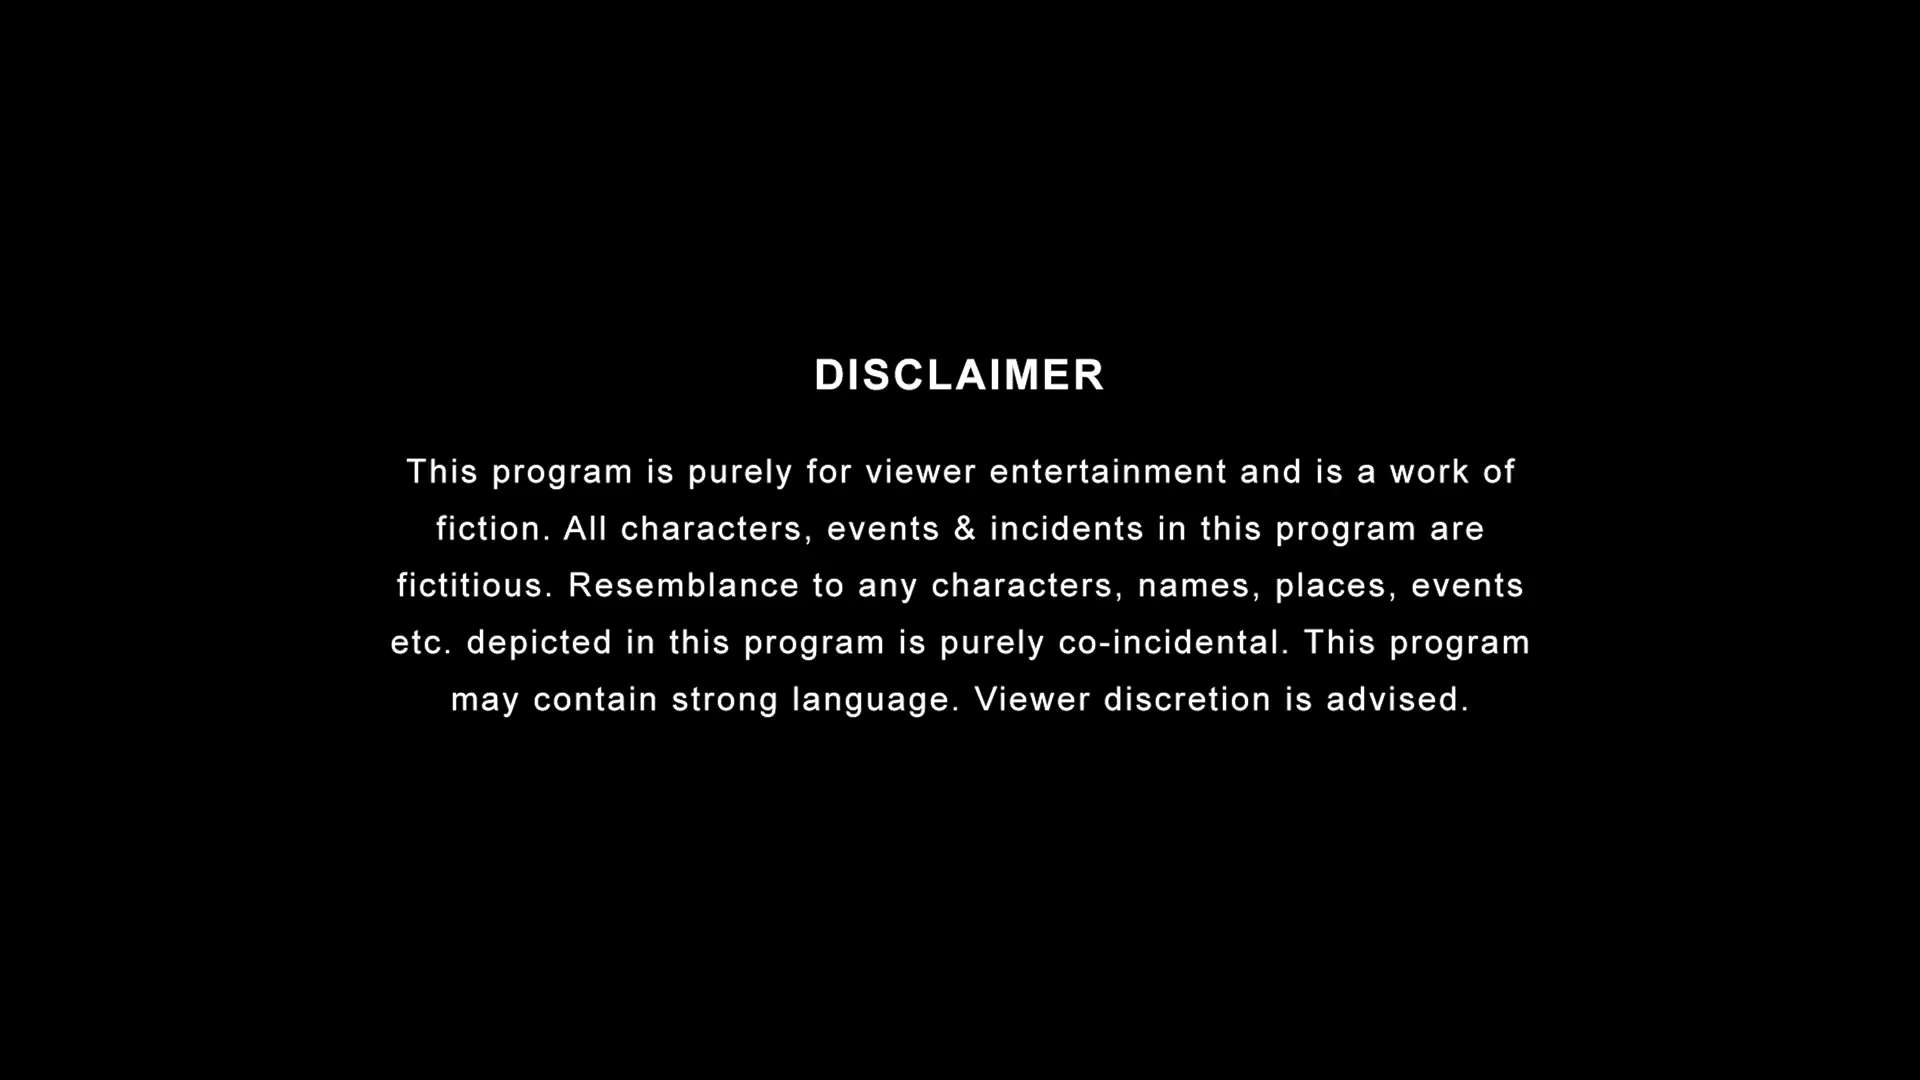 DISCLAIMER
This program is purely for viewer entertainment and is a work of
fiction. All characters, events & incidents in this program are
fictitious. Resemblance to any characters, names, places, events
etc. depicted in this program is purely co-incidental. This program
may contain strong language. Viewer discretion is advised.